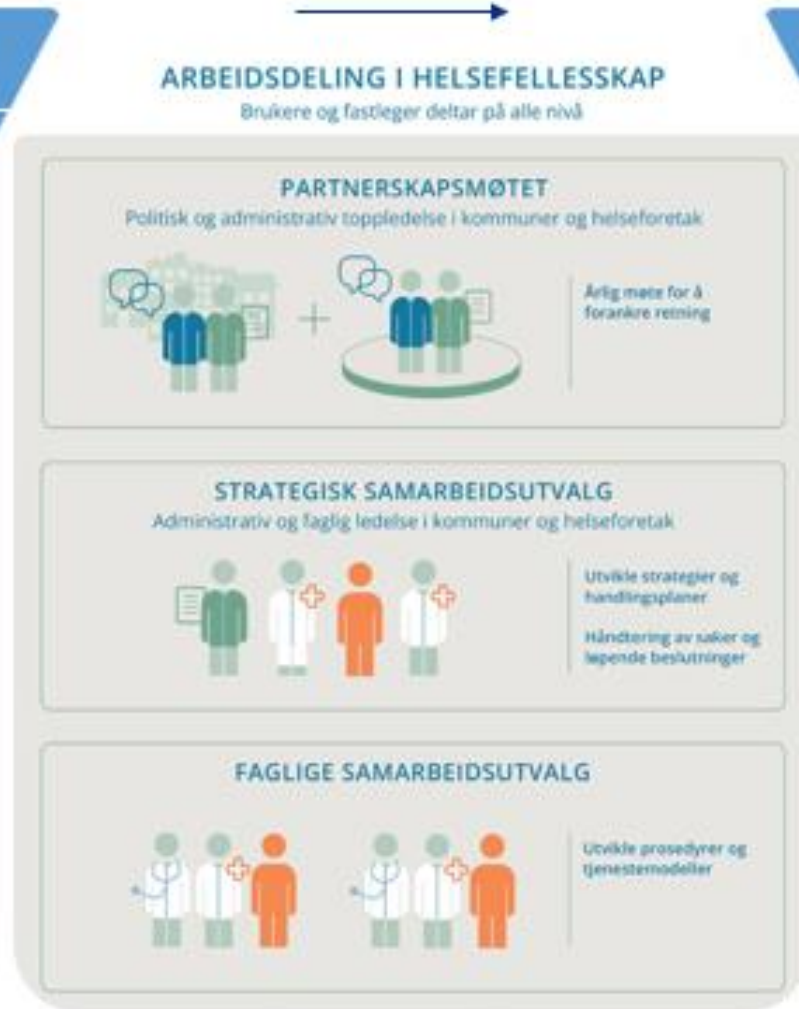 ARBEIDSDELING I HELSEFELLESSKAP
Brukere og fastleger deltar på alle nivå
PARTNERSKAPSMØTET
Politisk og administrativ toppledelse i kommuner og helseforetak
Årlig møte for å
forankre retning
STRATEGISK SAMARBEIDSUTVALG
Administrativ og faglig ledelse i kommuner og helseforetak
Utvikle strategier og
handlingsplaner
Håndtering av saker og
løpende beslutninger
FAGLIGE SAMARBEIDSUTVALG
Utvikle prosedyrer og
tjenestemodeller